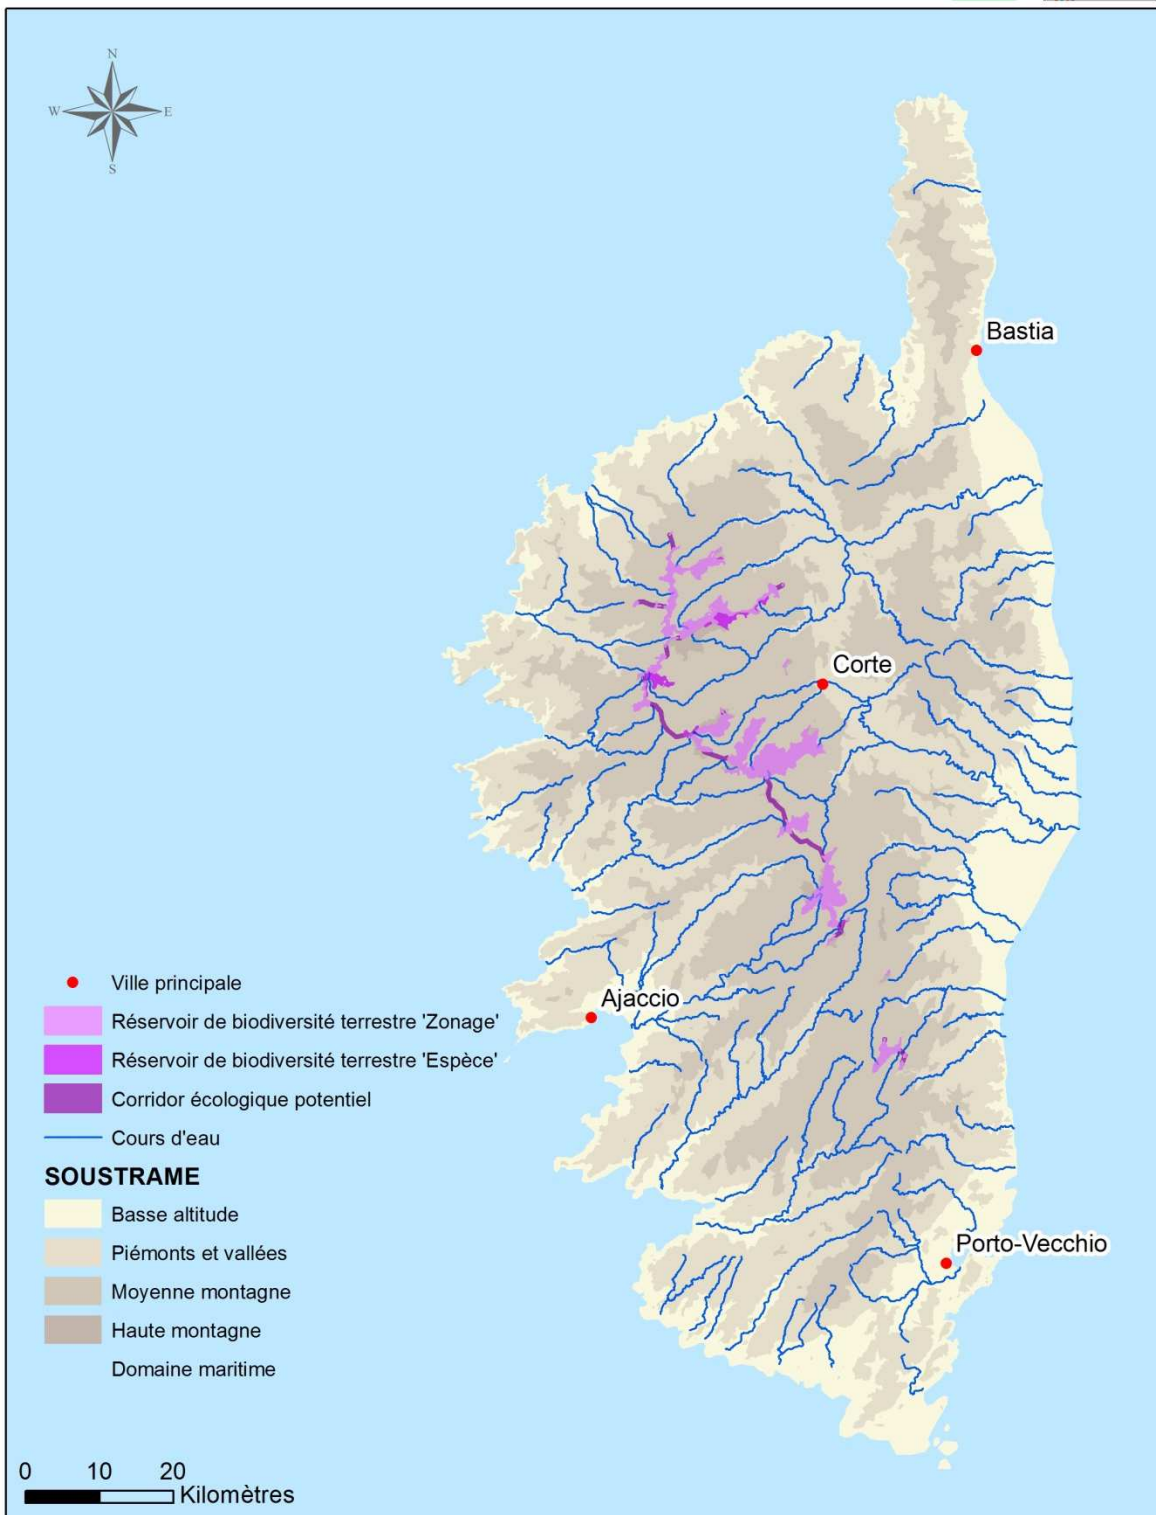 N
W
E
S
Bastia
Corte
Ajaccio
Porto-Vecchio
Ville principale
Réservoir de biodiversité terrestre 'Zonage'
Réservoir de biodiversité terrestre 'Espèce'
Corridor écologique potentiel
Cours d'eau
SOUSTRAME
Basse altitude
Piémonts et vallées
Moyenne montagne
Haute montagne
Domaine maritime
0 10 20
Kilomètres